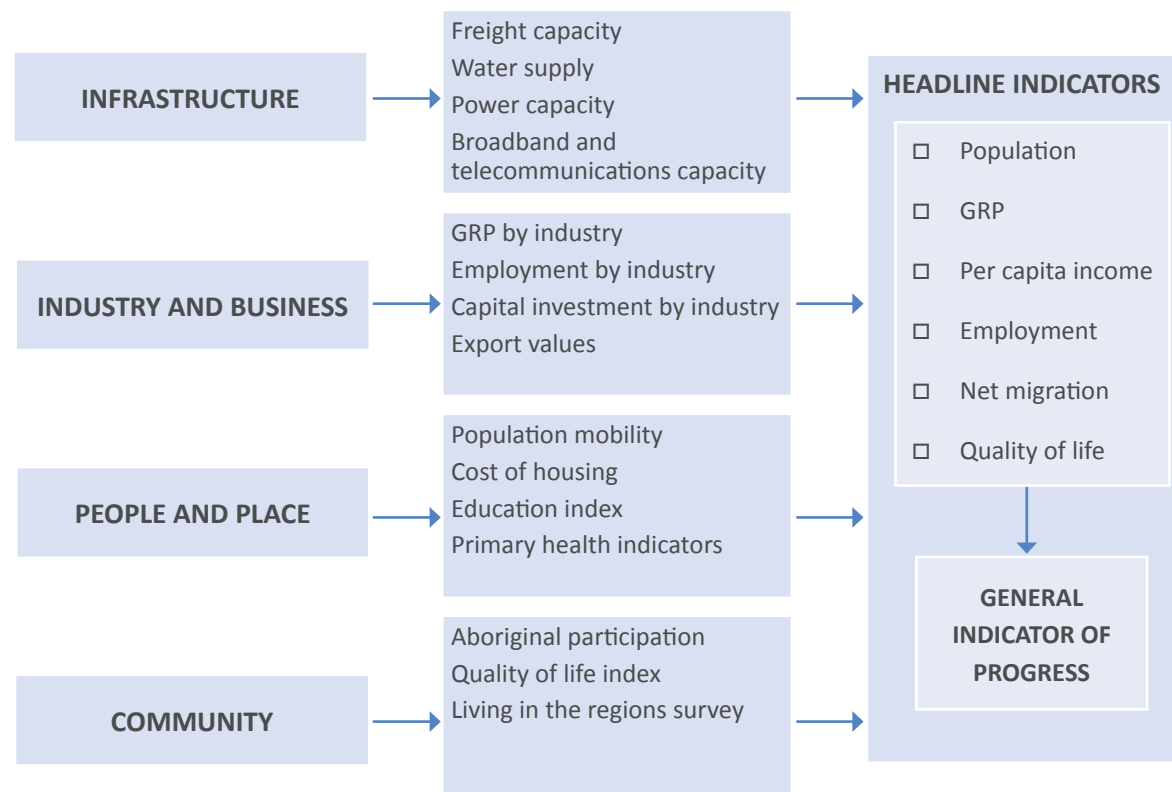 INFRASTRUCTURE
Freight capacity
Water supply
Power capacity
Broadband and
telecommunications capacity
INDUSTRY AND BUSINESS
GRP by industry
Employment by industry
Capital investment by industry
Export values
PEOPLE AND PLACE
Population mobility
Cost of housing
Education index
Primary health indicators
COMMUNITY
Aboriginal participation
Quality of life index
Living in the regions survey
HEADLINE INDICATORS
Population
GRP
Per capita income
Employment
Net migration
Quality of life
GENERAL
INDICATOR OF
PROGRESS